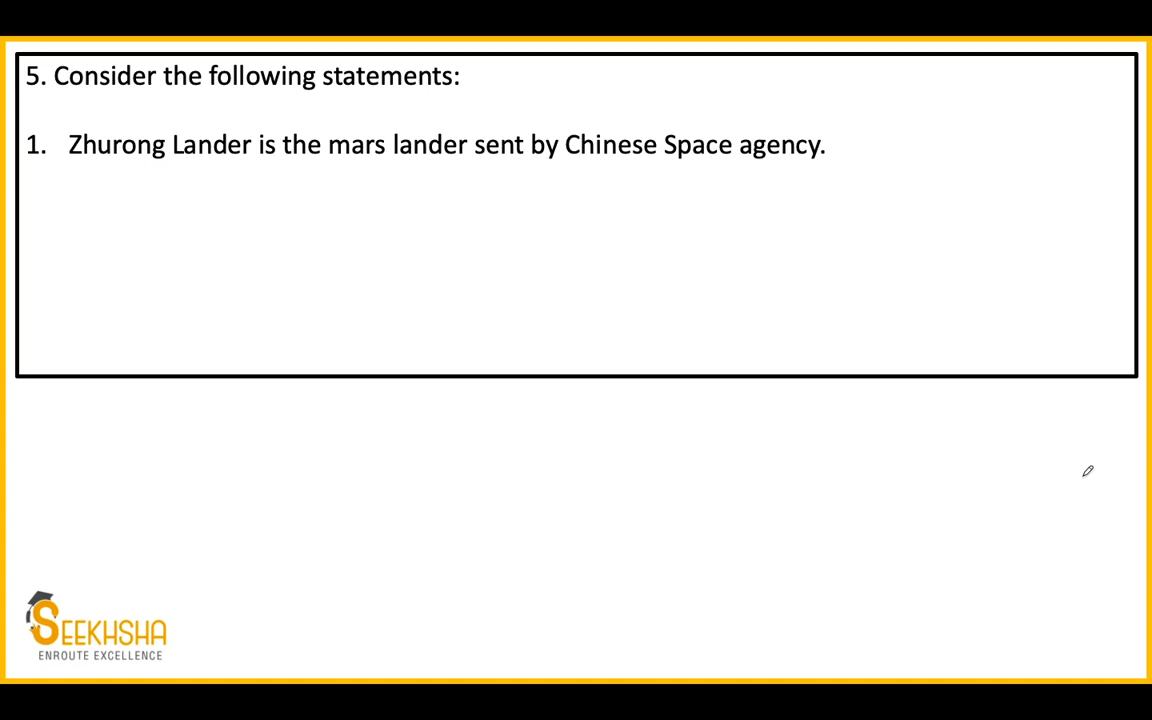 5. Consider the following statements:
1. Zhurong Lander is the mars lander sent by Chinese Space agency.
SEEKHSHA
ENROUTE EXCELLENCE